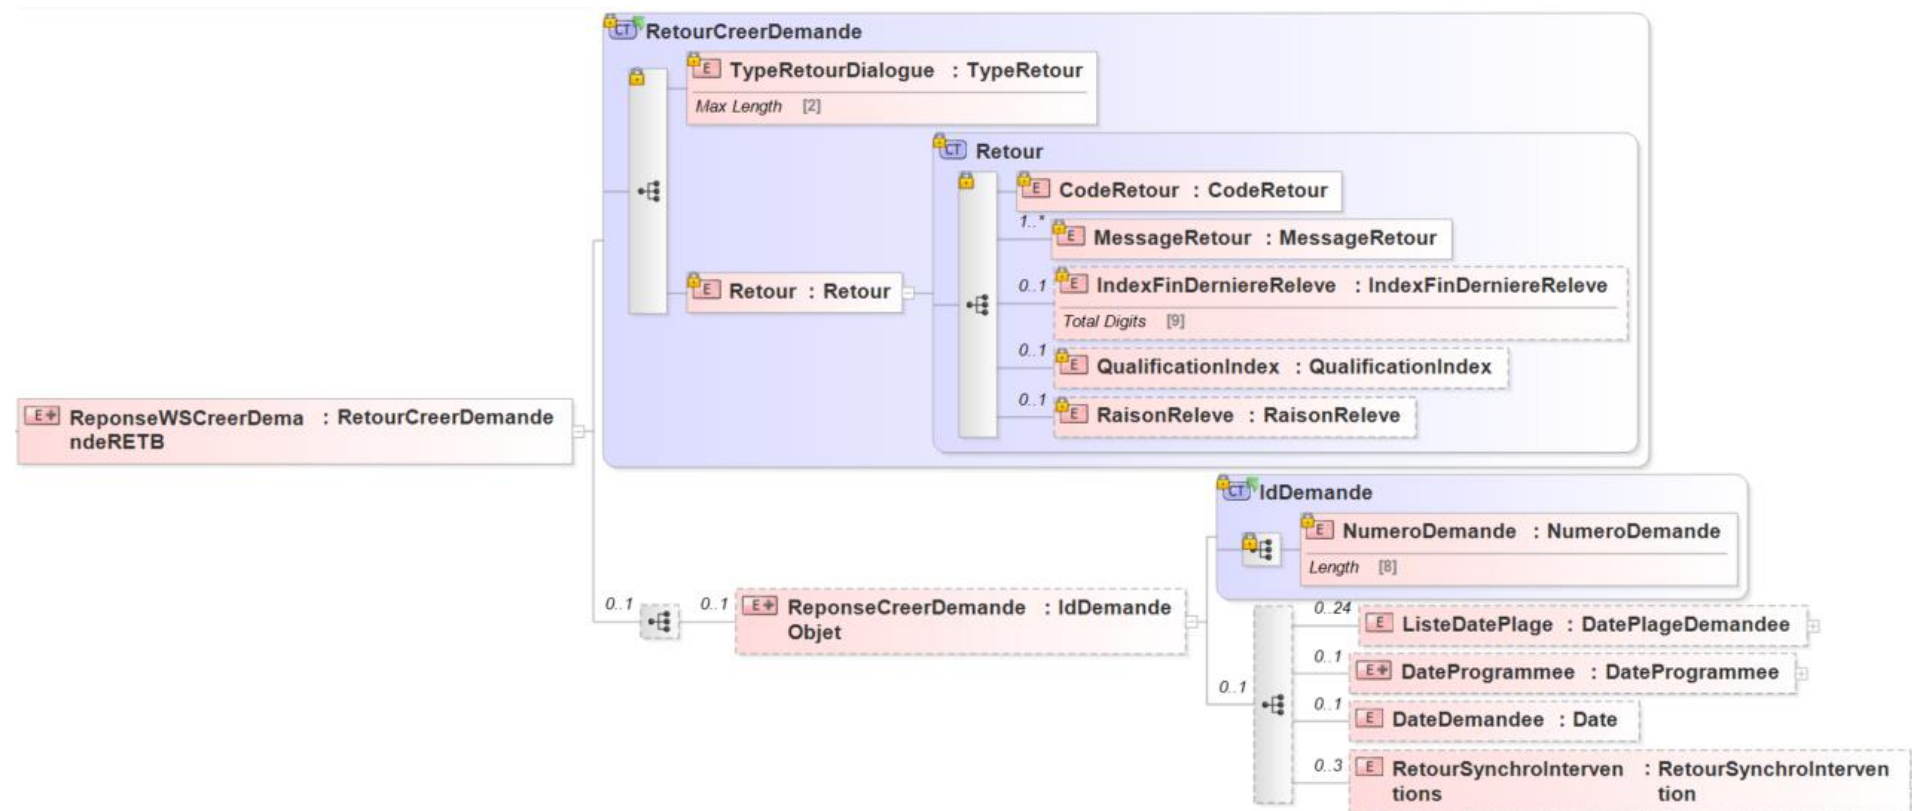 CT RetourCreerDemande
E TypeRetourDialogue : TypeRetour
Max Length [2]
CT Retour
E CodeRetour : CodeRetour
1..*
E MessageRetour : MessageRetour
0..1
E IndexFinDerniereReleve : IndexFinDerniereReleve
Total Digits [9]
E Retour : Retour
0..1
E QualificationIndex : QualificationIndex
0..1
E RaisonReleve : RaisonReleve
E ReponseWSCreerDema : RetourCreerDemande
ndeRETB
CT IdDemande
E NumeroDemande : NumeroDemande
Length [8]
0..1
0..1
E ReponseCreerDemande : IdDemande
Objet
0..24
E ListeDatePlage : DatePlageDemandee
0..1
E DateProgrammee : DateProgrammee
0..1
0..1
E DateDemandee : Date
0..3
E RetourSynchroInterven : RetourSynchroInterven
tions tion